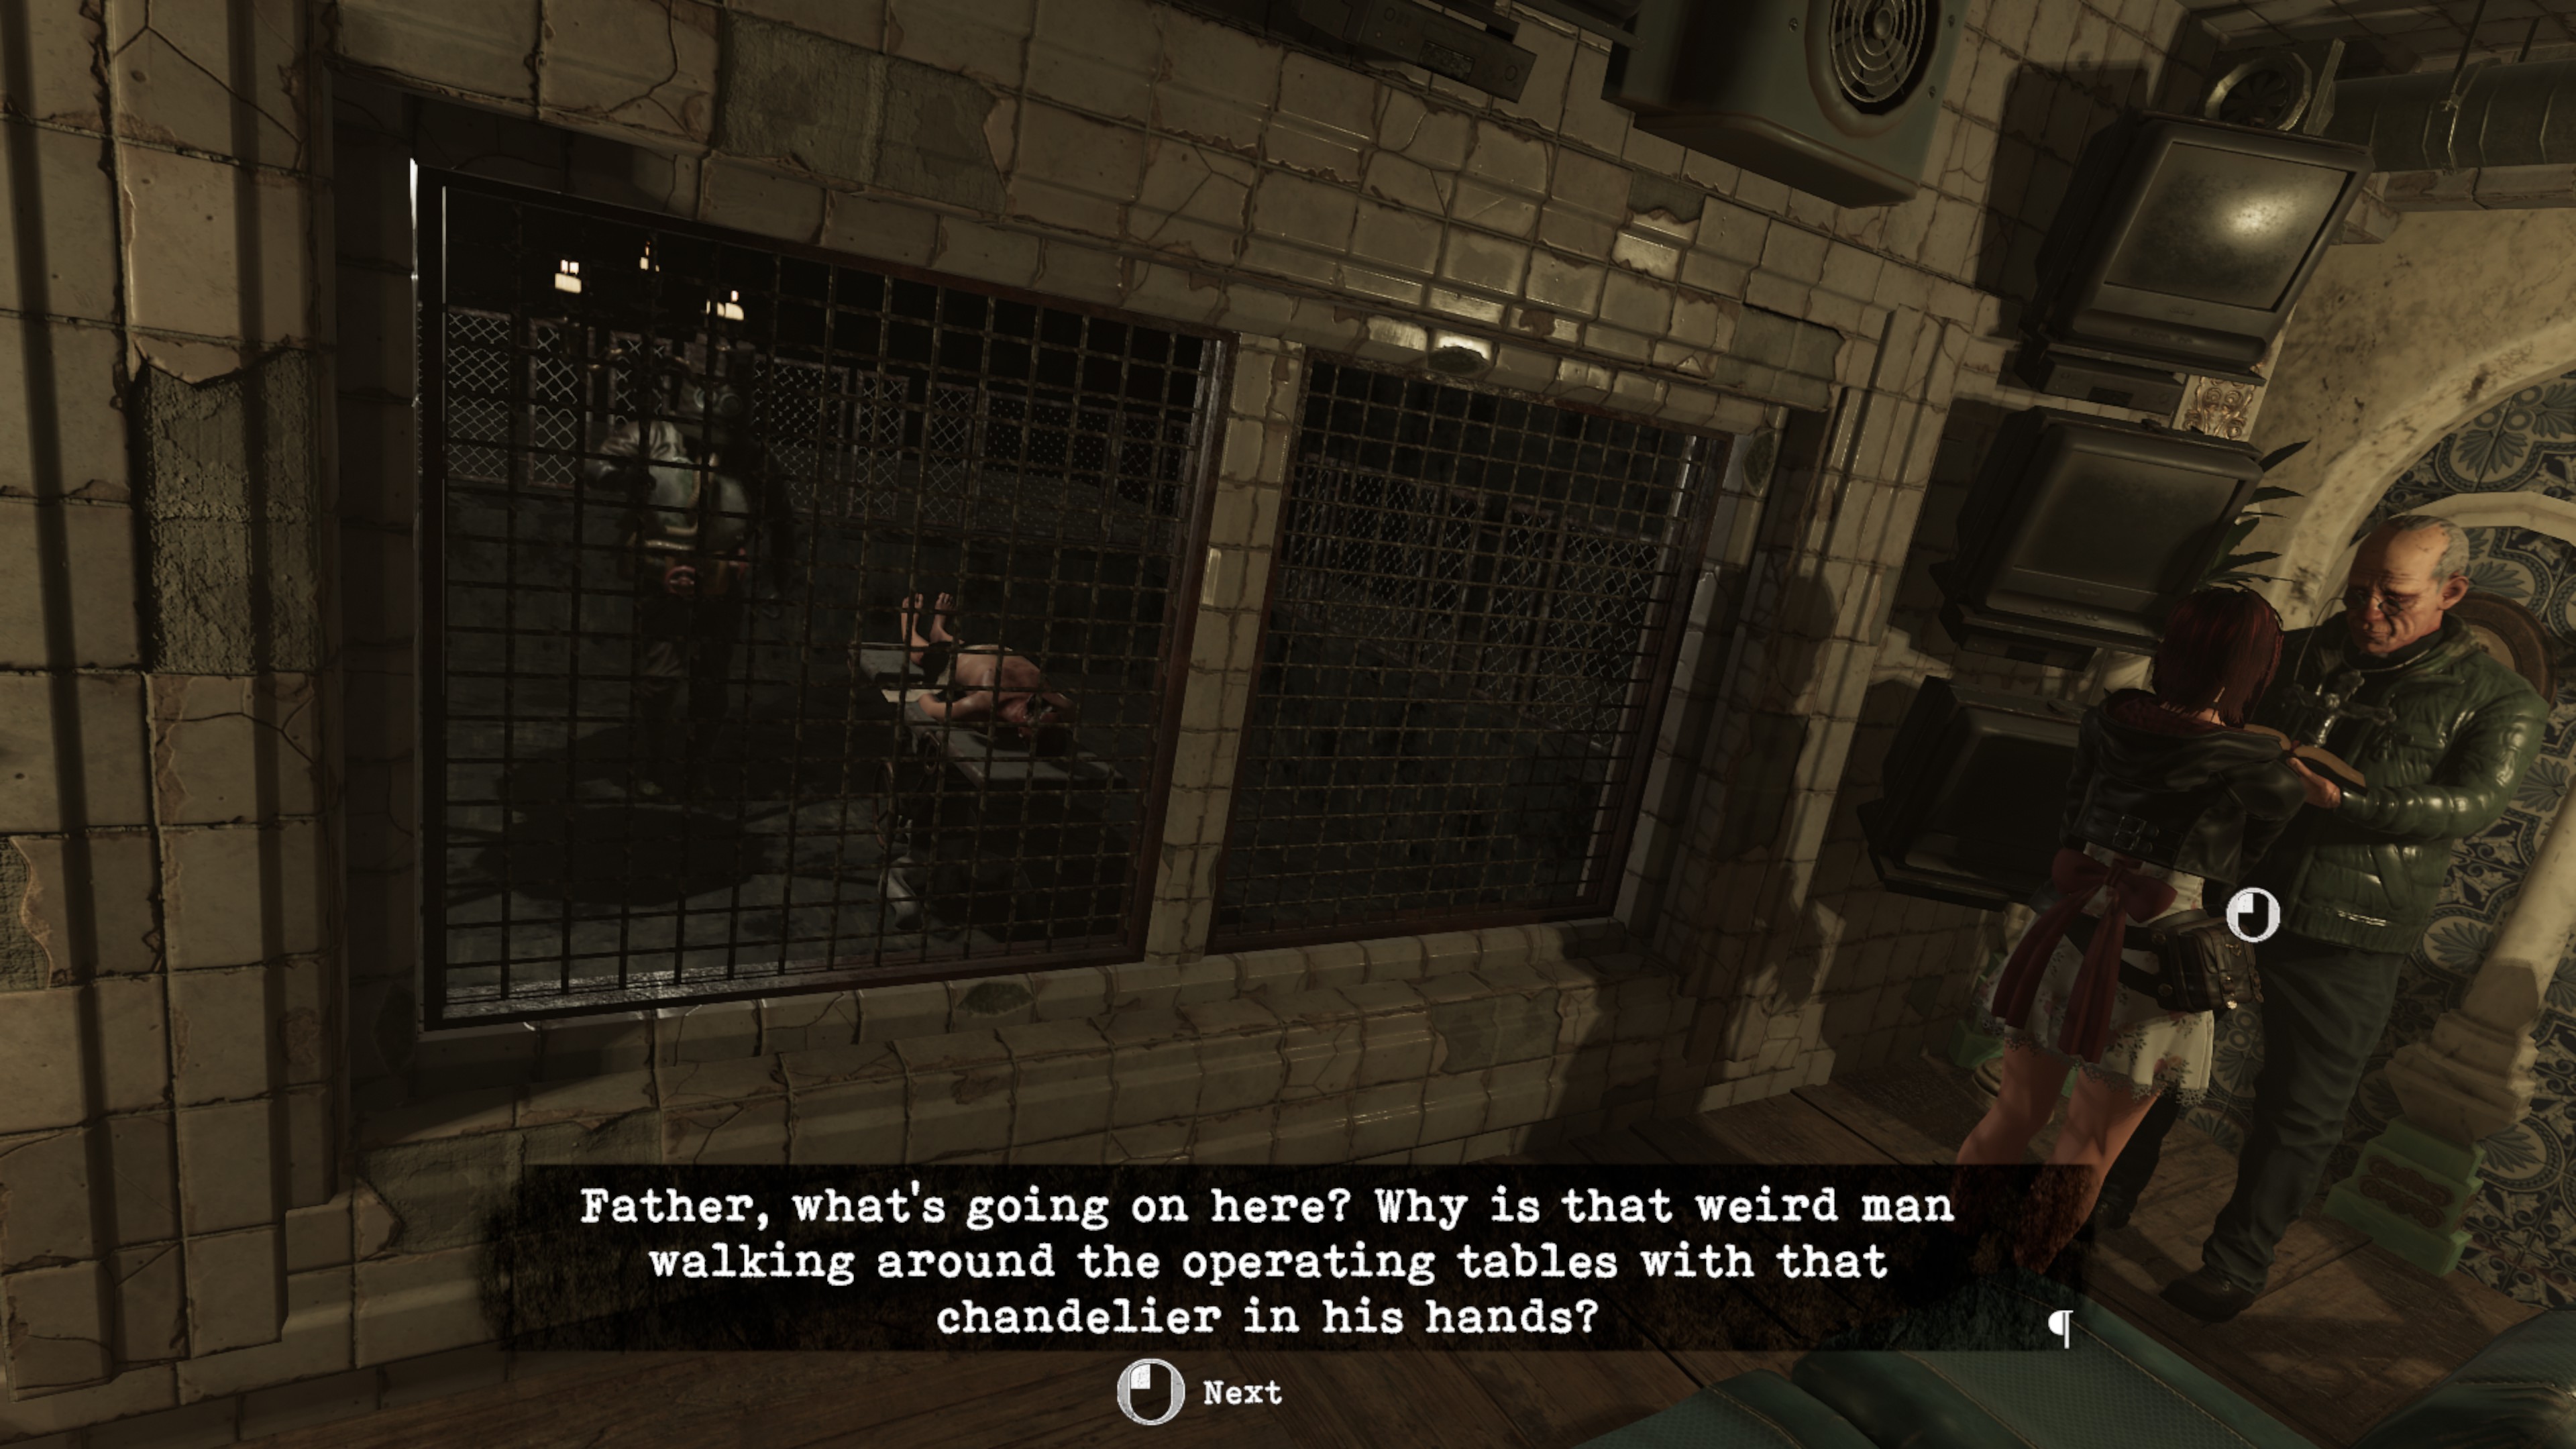 Father, what's going on here? Why is that weird man
walking around the operating tables with that
chandelier in his hands?
¶
Next